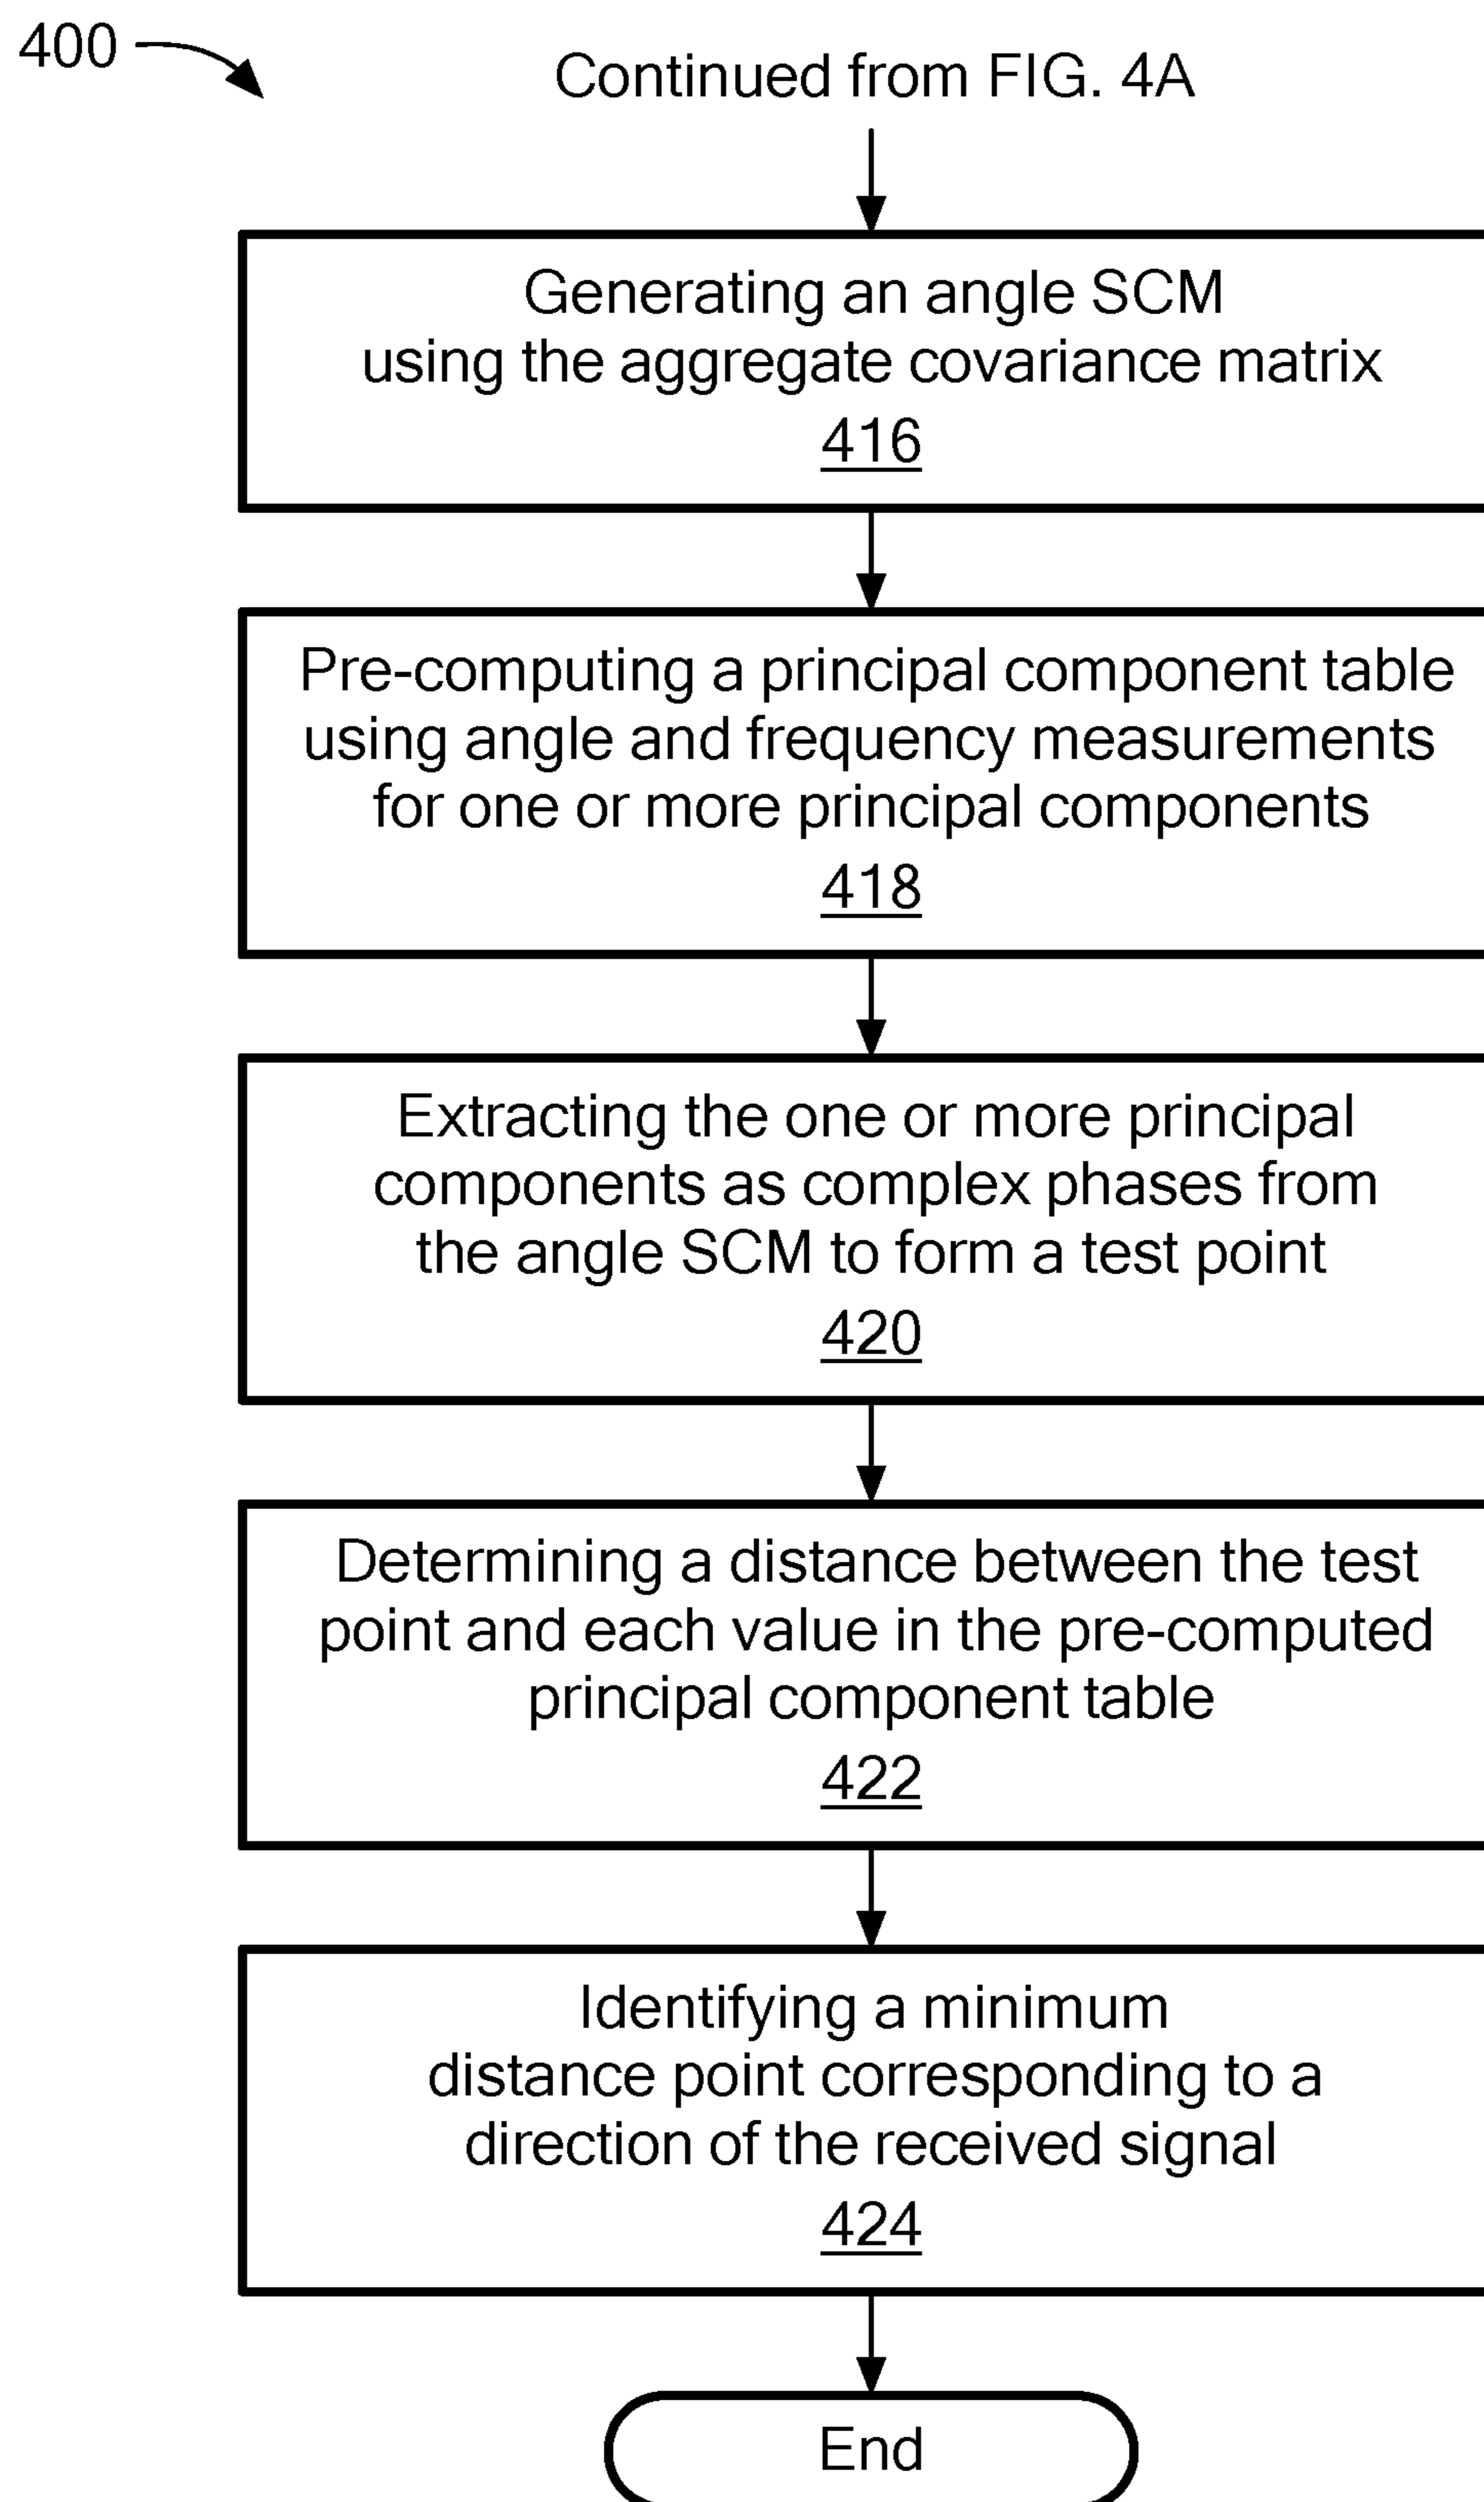 400
Continued from FIG. 4A
Generating an angle SCM
using the aggregate covariance matrix
416
Pre-computing a principal component table
using angle and frequency measurements
for one or more principal components
418
Extracting the one or more principal
components as complex phases from
the angle SCM to form a test point
420
Determining a distance between the test
point and each value in the pre-computed
principal component table
422
Identifying a minimum
distance point corresponding to a
direction of the received signal
424
End